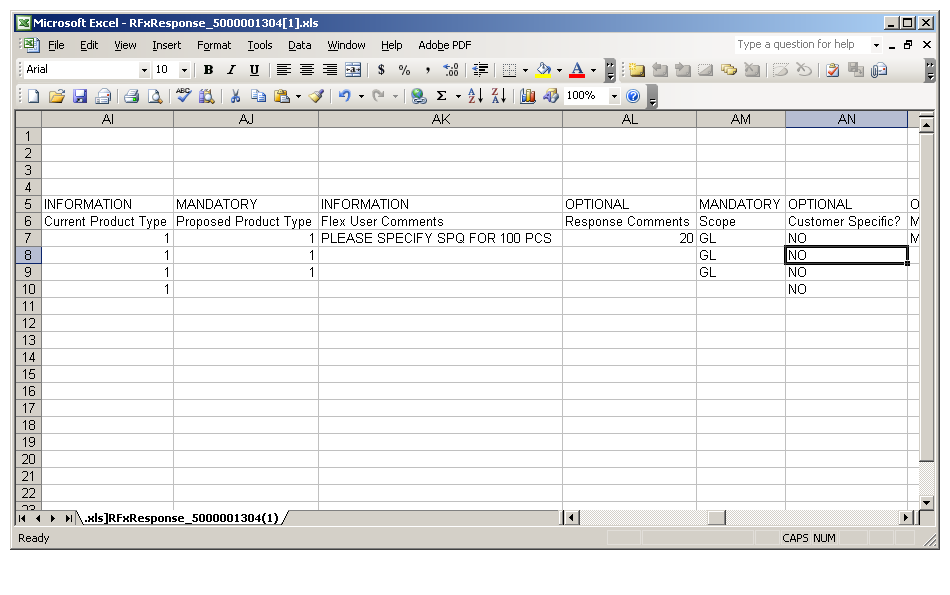 Microsoft Excel - RFxResponse_5000001304[1].xls
File Edit View Insert Format Tools Data Window Help Adobe PDF Type a question for help
Arial 10 B I U $ % ,
100%
AI AJ AK AL AM AN
1
2
3
4
5 INFORMATION MANDATORY INFORMATION OPTIONAL MANDATORY OPTIONAL O
6 Current Product Type Proposed Product Type Flex User Comments Response Comments Scope Customer Specific? M
7 1 1 PLEASE SPECIFY SPQ FOR 100 PCS 20 GL NO M
8 1 1 GL NO
9 1 1 GL NO
10 1 NO
11
12
13
14
15
16
17
18
19
20
21
22
23
.xls]RFxResponse_5000001304(1)
Ready CAPS NUM